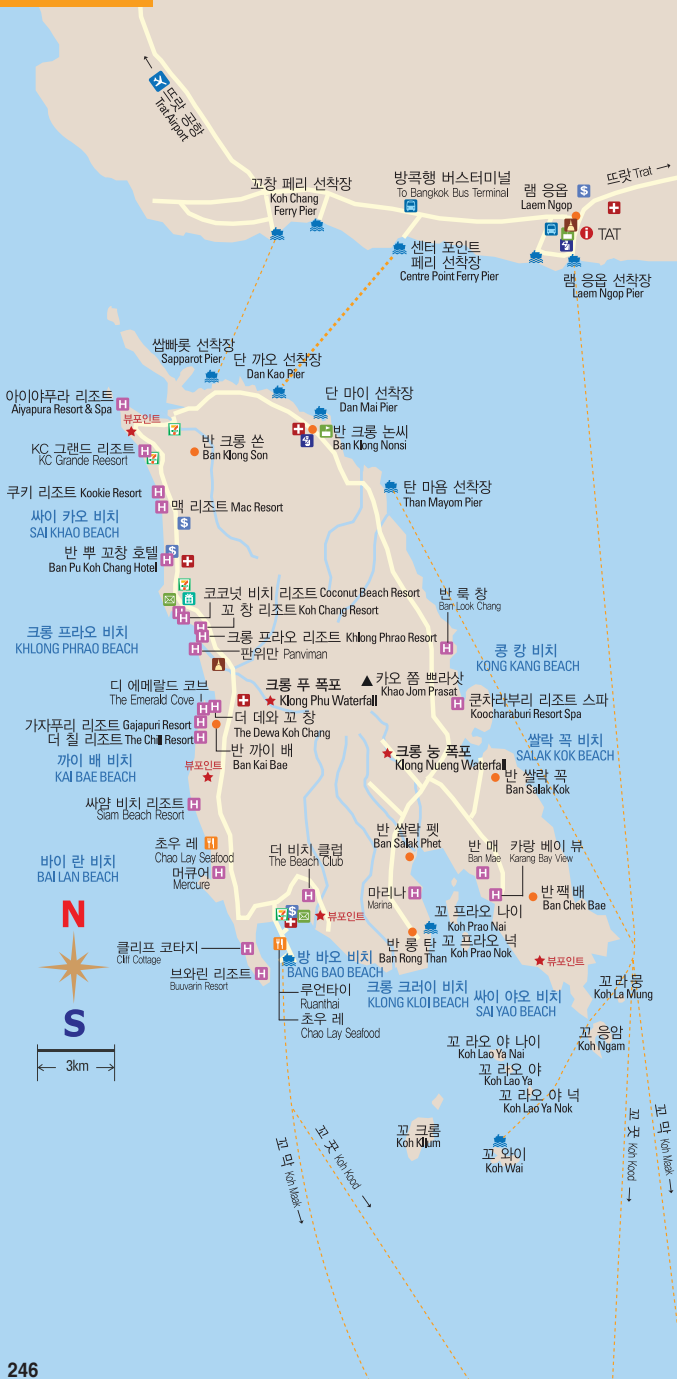 뜨랏 공항
Trat Airport
꼬창 페리 선착장
Koh Chang
Ferry Pier
방콕행 버스터미널
To Bangkok Bus Terminal
램 응옵
Laem Ngop
뜨랏 Trat →
TAT
센터 포인트
페리 선착장
Centre Point Ferry Pier
램 응옵 선착장
Laem Ngop Pier
쌉빠롯 선착장
Sapparot Pier
단 까오 선착장
Dan Kao Pier
아이야푸라 리조트
Aiyapura Resort & Spa
뷰포인트
단 마이 선착장
Dan Mai Pier
KC 그랜드 리조트
KC Grande Reesort
반 크롱 쏜
Ban Klong Son
반 크롱 논씨
Ban Klong Nonsi
쿠키 리조트 Kookie Resort
맥 리조트 Mac Resort
탄 마욤 선착장
Than Mayom Pier
싸이 카오 비치
SAI KHAO BEACH
반 뿌 꼬창 호텔
Ban Pu Koh Chang Hotel
코코넛 비치 리조트 Coconut Beach Resort
꼬 창 리조트 Koh Chang Resort
반 룩 창
Ban Look Chang
크롱 프라오 비치
KHLONG PHRAO BEACH
크롱 프라오 리조트 Khlong Phrao Resort
판위만 Panviman
콩 캉 비치
KONG KANG BEACH
디 에메랄드 코브
The Emerald Cove
크롱 푸 폭포
Klong Phu Waterfall
카오 쫌 쁘라삿
Khao Jom Prasat
쿤차라부리 리조트 스파
Koocharaburi Resort Spa
가자푸리 리조트 Gajapuri Resort
더 데와 꼬 창
The Dewa Koh Chang
더 칠 리조트 The Chill Resort
까이 배 비치
KAI BAE BEACH
반 까이 배
Ban Kai Bae
크롱 눙 폭포
Klong Nueng Waterfall
쌀락 꼭 비치
SALAK KOK BEACH
뷰포인트
반 쌀락 꼭
Ban Salak Kok
싸얌 비치 리조트
Siam Beach Resort
초우 레
Chao Lay Seafood
반 쌀락 펫
Ban Salak Phet
반 매
Ban Mae
카랑 베이 뷰
Karang Bay View
바이 란 비치
BAI LAN BEACH
머큐어
Mercure
더 비치 클럽
The Beach Club
마리나
Marina
반 짹 배
Ban Chek Bae
N
S
3km
뷰포인트
꼬 프라오 나이
Koh Prao Nai
클리프 코타지
Cliff Cottage
방 바오 비치
BANG BAO BEACH
반 롱 탄
Ban Rong Than
꼬 프라오 넉
Koh Prao Nok
뷰포인트
브와린 리조트
Buuvarin Resort
루언타이
Ruanthai
크롱 크러이 비치
KLONG KLOI BEACH
싸이 야오 비치
SAI YAO BEACH
꼬 라 뭉
Koh La Mung
초우 레
Chao Lay Seafood
꼬 응암
Koh Ngam
꼬 라오 야 나이
Koh Lao Ya Nai
꼬 라오 야
Koh Lao Ya
꼬 라오 야 넉
Koh Lao Ya Nok
꼬 크롬
Koh Klum
꼬 와이
Koh Wai
꼬 막 Koh Maak →
꼬 꿋 Koh Kood →
꼬 꿋 Koh Kood →
꼬 막 Koh Maak →
246